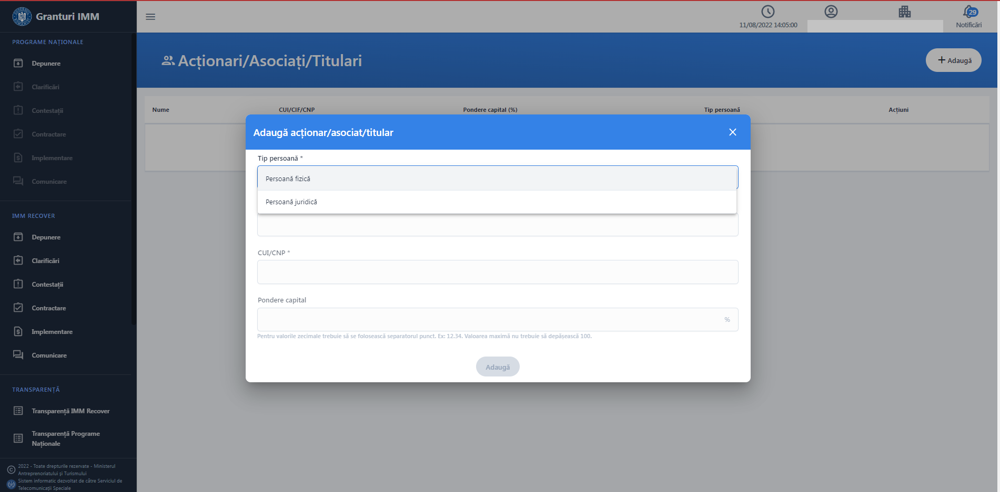 Granturi IMM
11/08/2022 14:05:00
29
Notificări
PROGRAME NAȚIONALE
Depunere
Clarificări
Contestații
Contractare
Implementare
Comunicare
IMM RECOVER
Depunere
Clarificări
Contestații
Contractare
Implementare
Comunicare
TRANSPARENȚĂ
Transparență IMM Recover
Transparență Programe
Naționale
2022 - Toate drepturile rezervate - Ministerul
Antreprenoriatului și Turismului
Sistem informatic dezvoltat de către Serviciul de
Telecomunicații Speciale
Acționari/Asociați/Titulari
+ Adaugă
Nume CUI/CIF/CNP Pondere capital (%) Tip persoană Acțiuni
Adaugă acționar/asociat/titular
Tip persoană *
Persoană fizică
Persoană juridică
CUI/CNP *
Pondere capital
%
Pentru valorile zecimale trebuie să se folosească separatorul punct. Ex: 12.34. Valoarea maximă nu trebuie să depășească 100.
Adaugă